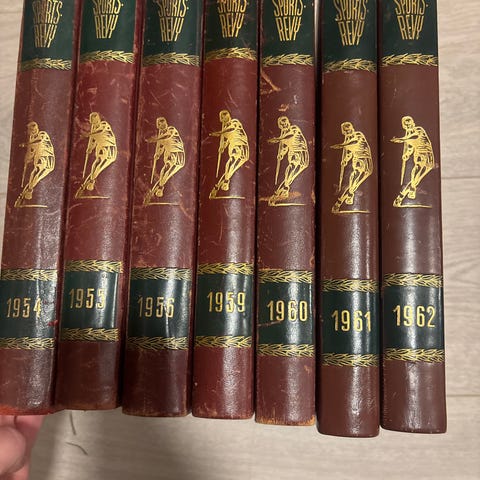 SPORTS-
REVY
1954
SPORTS-
REVY
1955
SPORTS-
REVY
1956
SPORTS-
REVY
1959
SPORTS-
REVY
1960
SPORTS-
REVY
1961
SPORTS-
REVY
1962